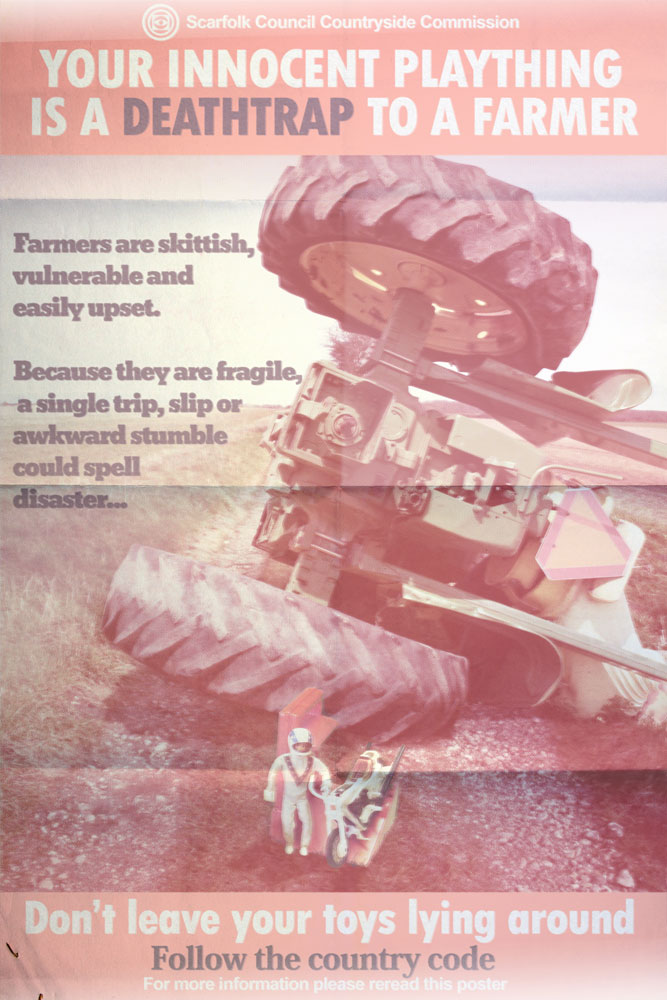 Scarfolk Council Countryside Commission
YOUR INNOCENT PLAYTHING
IS A DEATHTRAP TO A FARMER
Farmers are skittish,
vulnerable and
easily upset.
Because they are fragile,
a single trip, slip or
awkward stumble
could spell
disaster...
Don't leave your toys lying around
Follow the country code
For more information please reread this poster